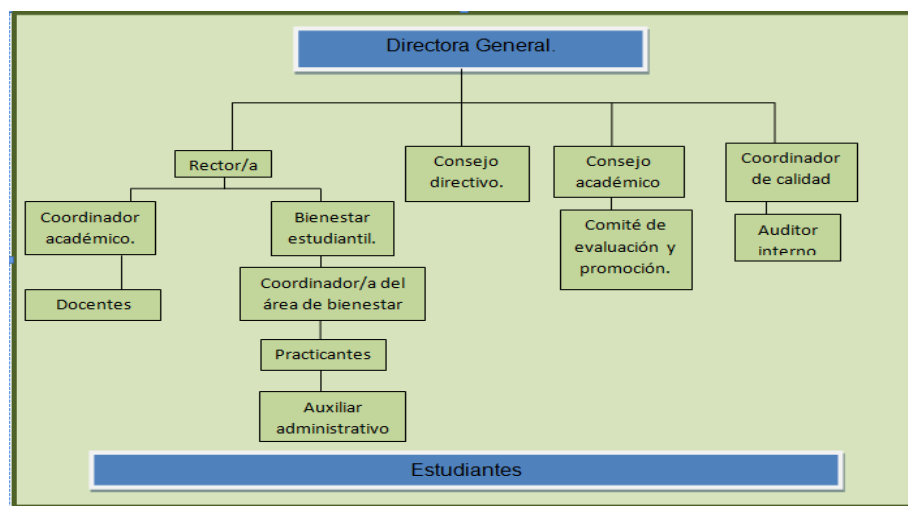 Directora General.
Rector/a
Consejo
directivo.
Consejo
académico
Coordinador
de calidad
Coordinador
académico.
Bienestar
estudiantil.
Comité de
evaluación y
promoción.
Auditor
interno
Docentes
Coordinador/a del
área de bienestar
Practicantes
Auxiliar
administrativo
Estudiantes